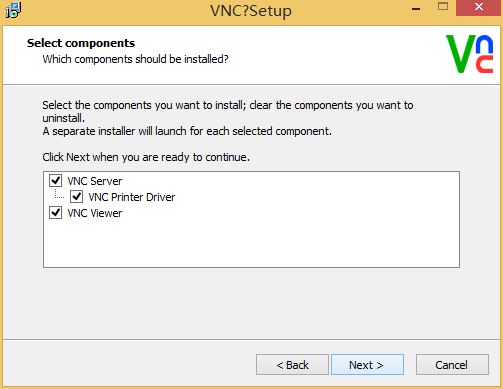 VNC?Setup
Select components
Which components should be installed?
VNC
Select the components you want to install; clear the components you want to
uninstall.
A separate installer will launch for each selected component.
Click Next when you are ready to continue.
VNC Server
VNC Printer Driver
VNC Viewer
< Back
Next >
Cancel